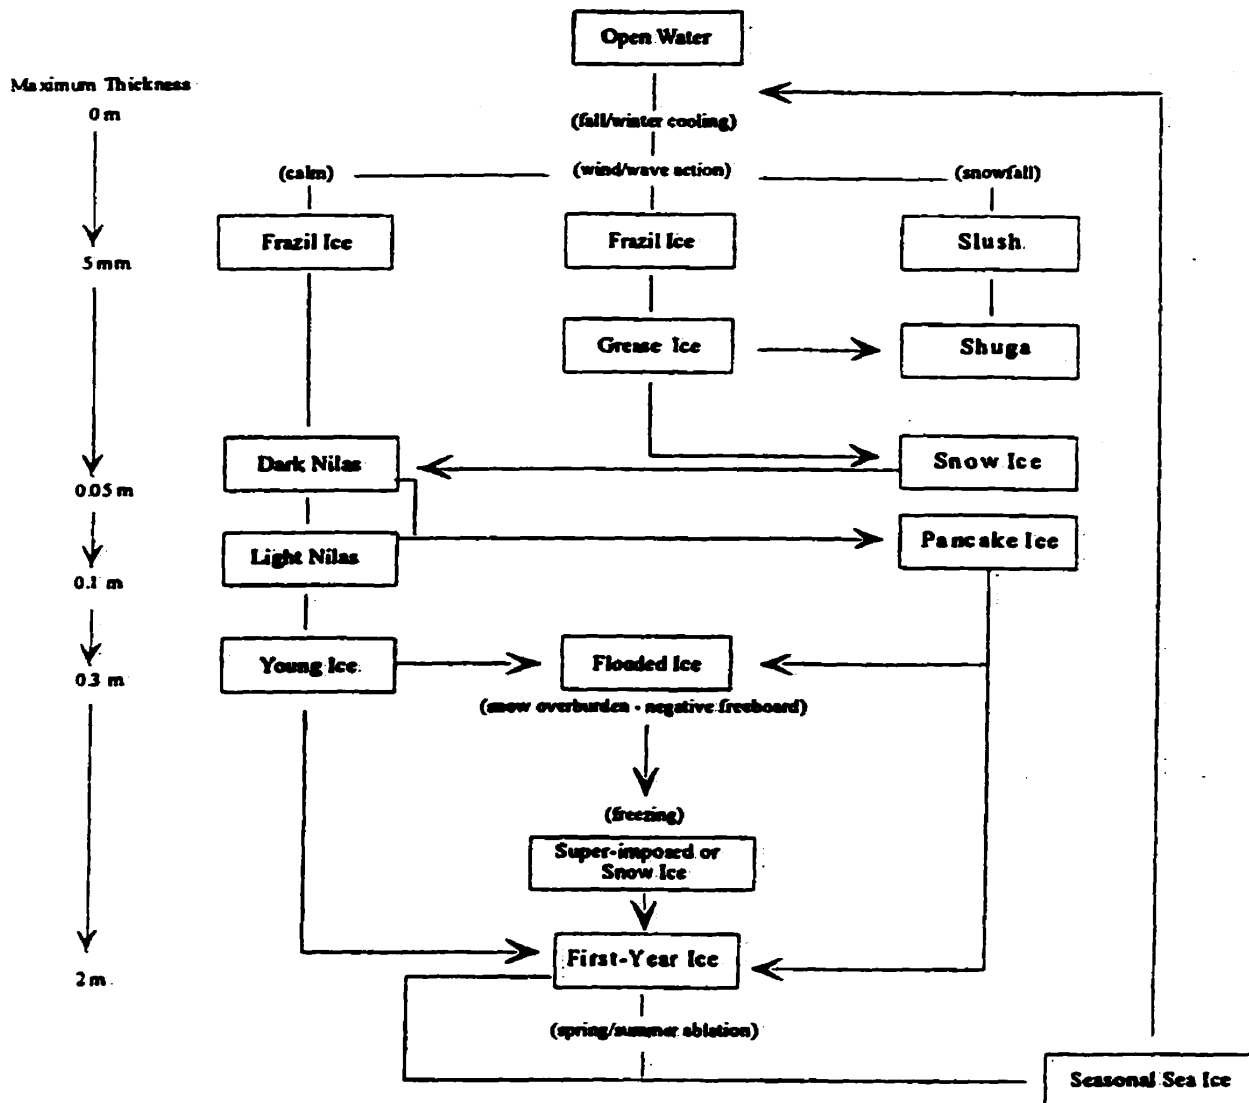 Open Water
Maximum Thickness
0 m
(fall/winter cooling)
(calm)
(wind/wave action)
(snowfall)
Frazil Ice
Frazil Ice
Slush
5 mm
Grease Ice
Shuga
Dark Nilas
Snow Ice
0.05 m
Light Nilas
Pancake Ice
0.1 m
Young Ice
Flooded Ice
0.3 m
(snow overburden - negative freeboard)
(freezing)
Super-imposed or
Snow Ice
First-Year Ice
2 m
(spring/summer ablation)
Seasonal Sea Ice